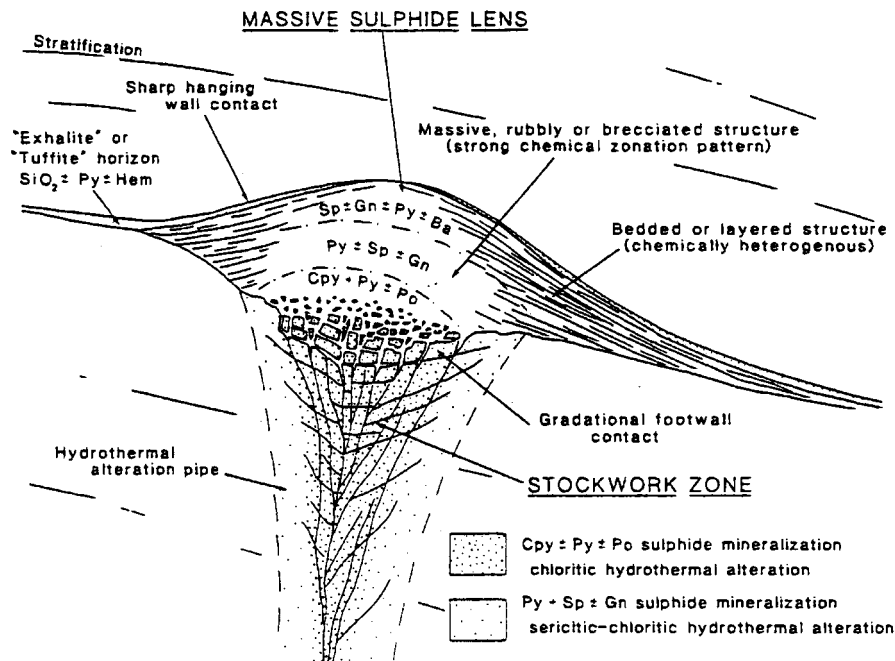 MASSIVE SULPHIDE LENS
Stratification
Sharp hanging
wall contact
"Exhalite" or
"Tuffite" horizon
SiO₂ ± Py ± Hem
Massive, rubbly or brecciated structure
(strong chemical zonation pattern)
Sp ± Gn ± Py ± Ba
Bedded or layered structure
(chemically heterogenous)
Py ± Sp ± Gn
Cpy + Py ± Po
Gradational footwall
contact
Hydrothermal
alteration pipe
STOCKWORK ZONE
Cpy ± Py ± Po sulphide mineralization
chloritic hydrothermal alteration
Py + Sp ± Gn sulphide mineralization
sericitic-chloritic hydrothermal alteration